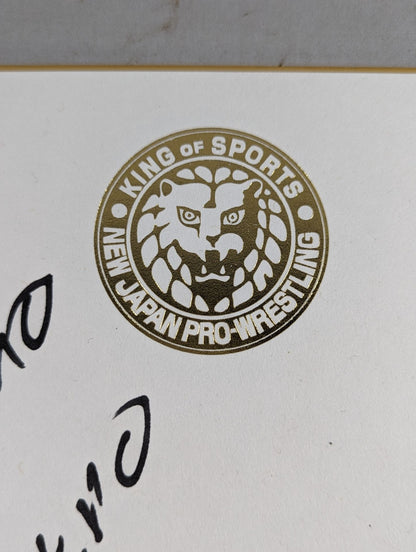 KING OF SPORTS
NEW JAPAN PRO-WRESTLING